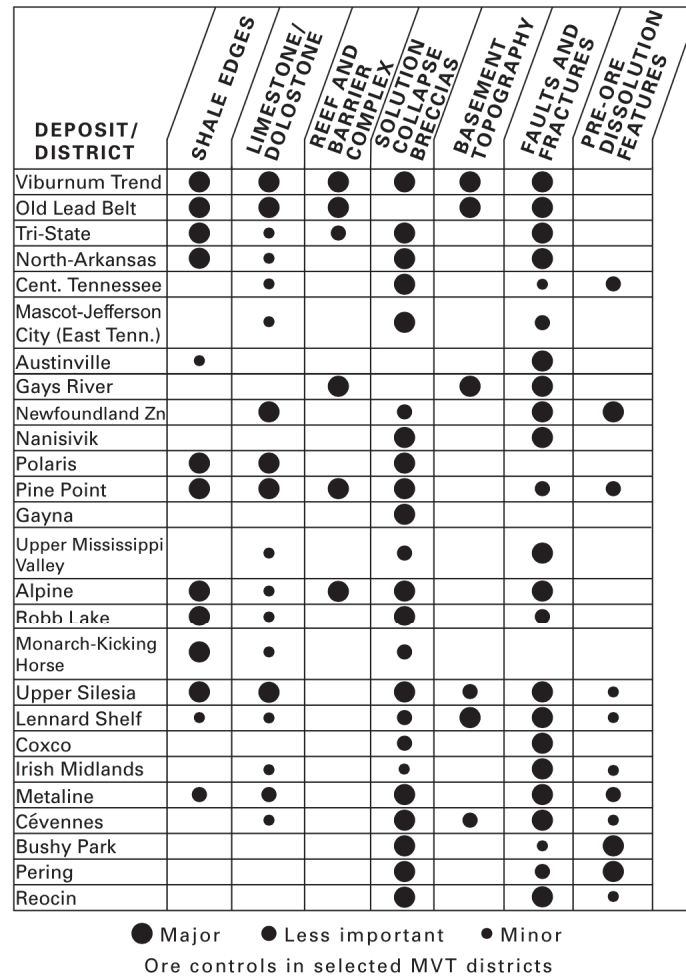 SHALE EDGES
LIMESTONE/
DOLOSTONE
REEF AND
BARRIER
COMPLEX
SOLUTION
COLLAPSE
BRECCIAS
BASEMENT
TOPOGRAPHY
FAULTS AND
FRACTURES
PRE-ORE
DISSOLUTION
FEATURES
DEPOSIT/
DISTRICT
Viburnum Trend
Old Lead Belt
Tri-State
North-Arkansas
Cent. Tennessee
Mascot-Jefferson
City (East Tenn.)
Austinville
Gays River
Newfoundland Zn
Nanisivik
Polaris
Pine Point
Gayna
Upper Mississippi
Valley
Alpine
Robb Lake
Monarch-Kicking
Horse
Upper Silesia
Lennard Shelf
Coxco
Irish Midlands
Metaline
Cévennes
Bushy Park
Pering
Reocin
Major Less important Minor
Ore controls in selected MVT districts